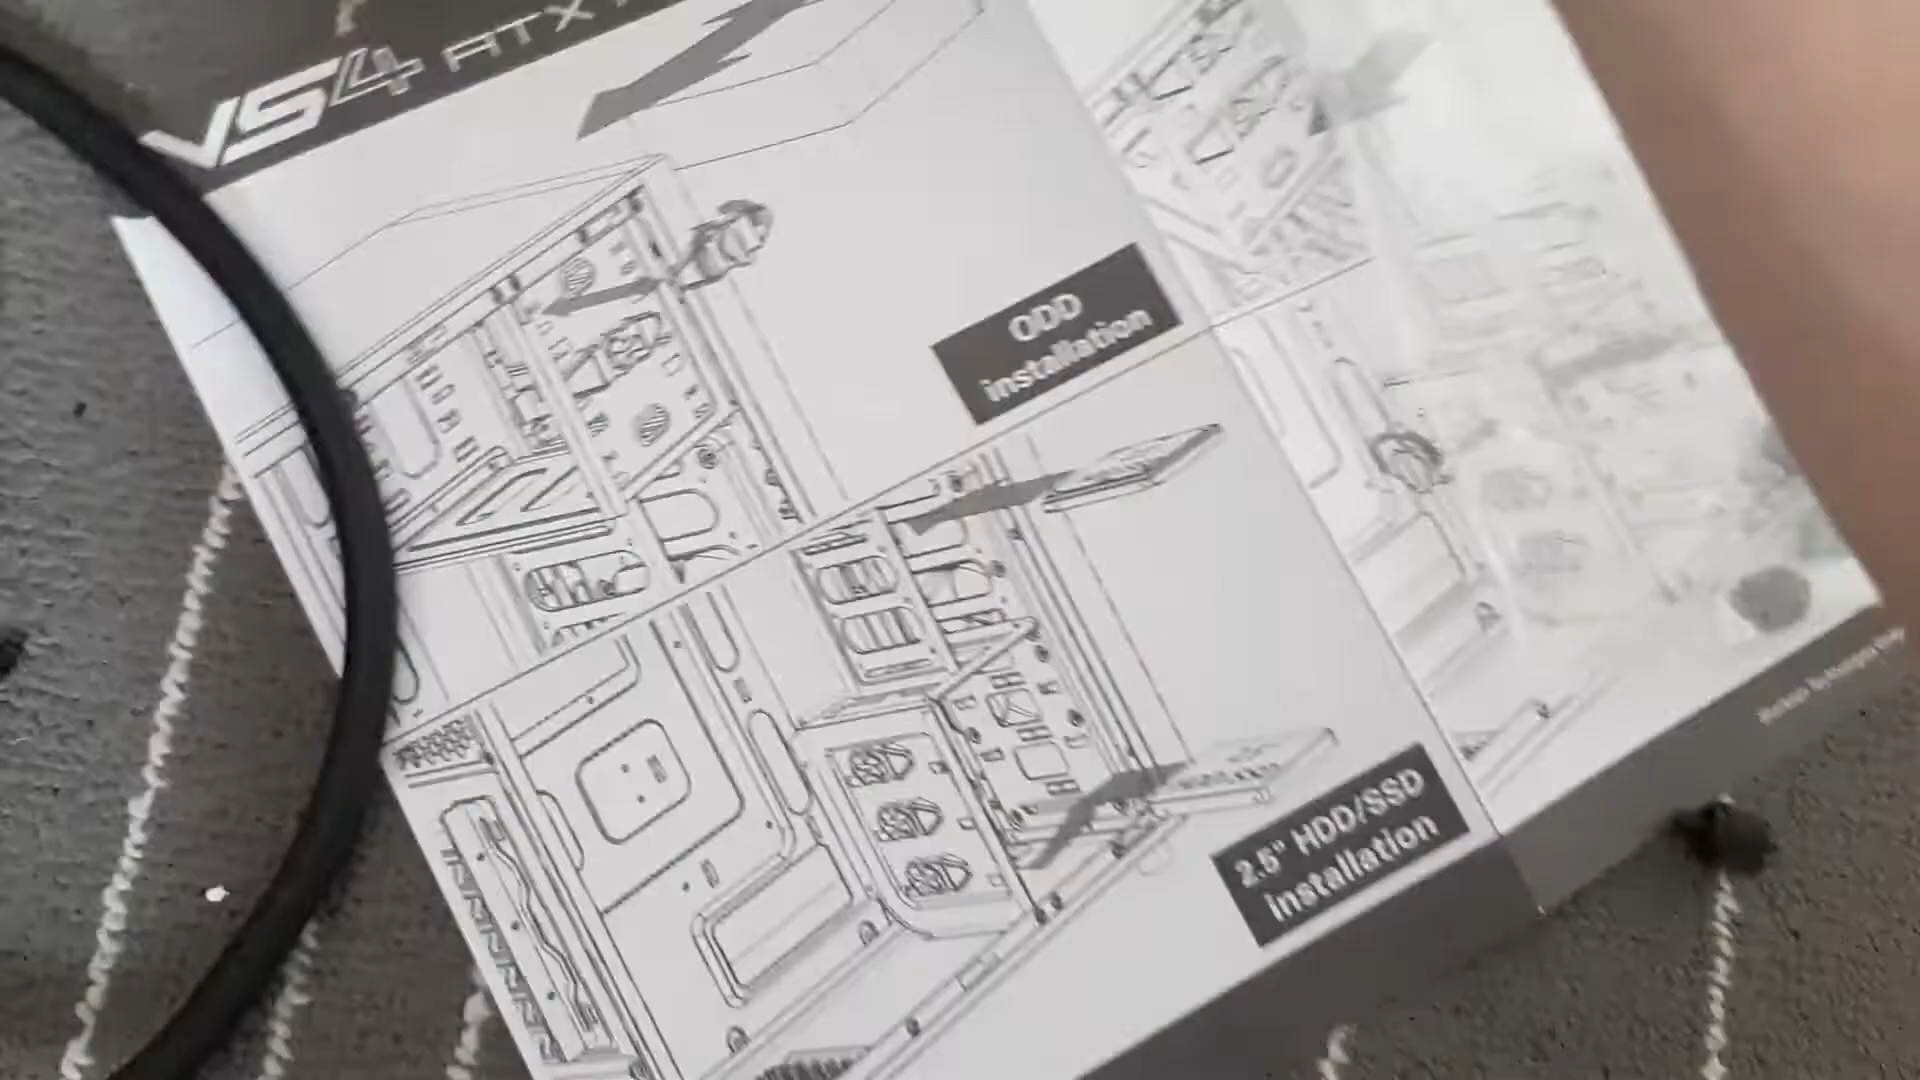 VS4 ATX
ODD
installation
2.5" HDD/SSD
installation